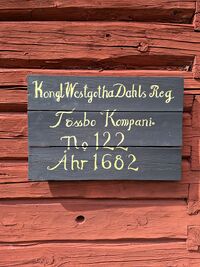 Kongl. Westgötha Dahls Reg.
Tössbo Kompani.
No 122
Åhr 1682